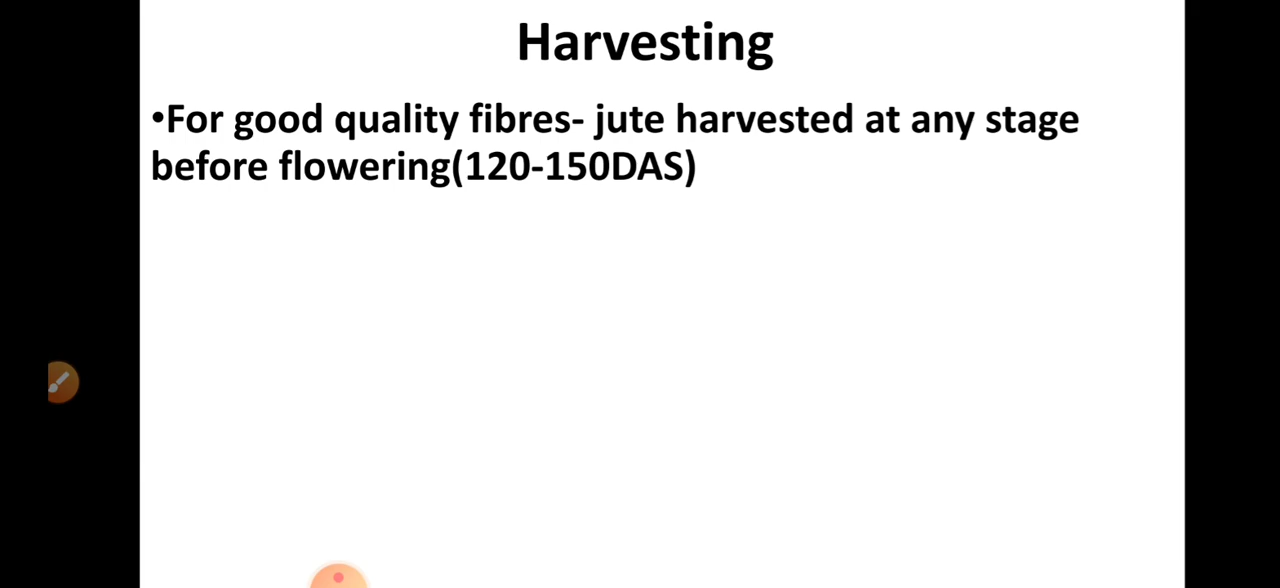 Harvesting
•For good quality fibres- jute harvested at any stage
before flowering(120-150DAS)